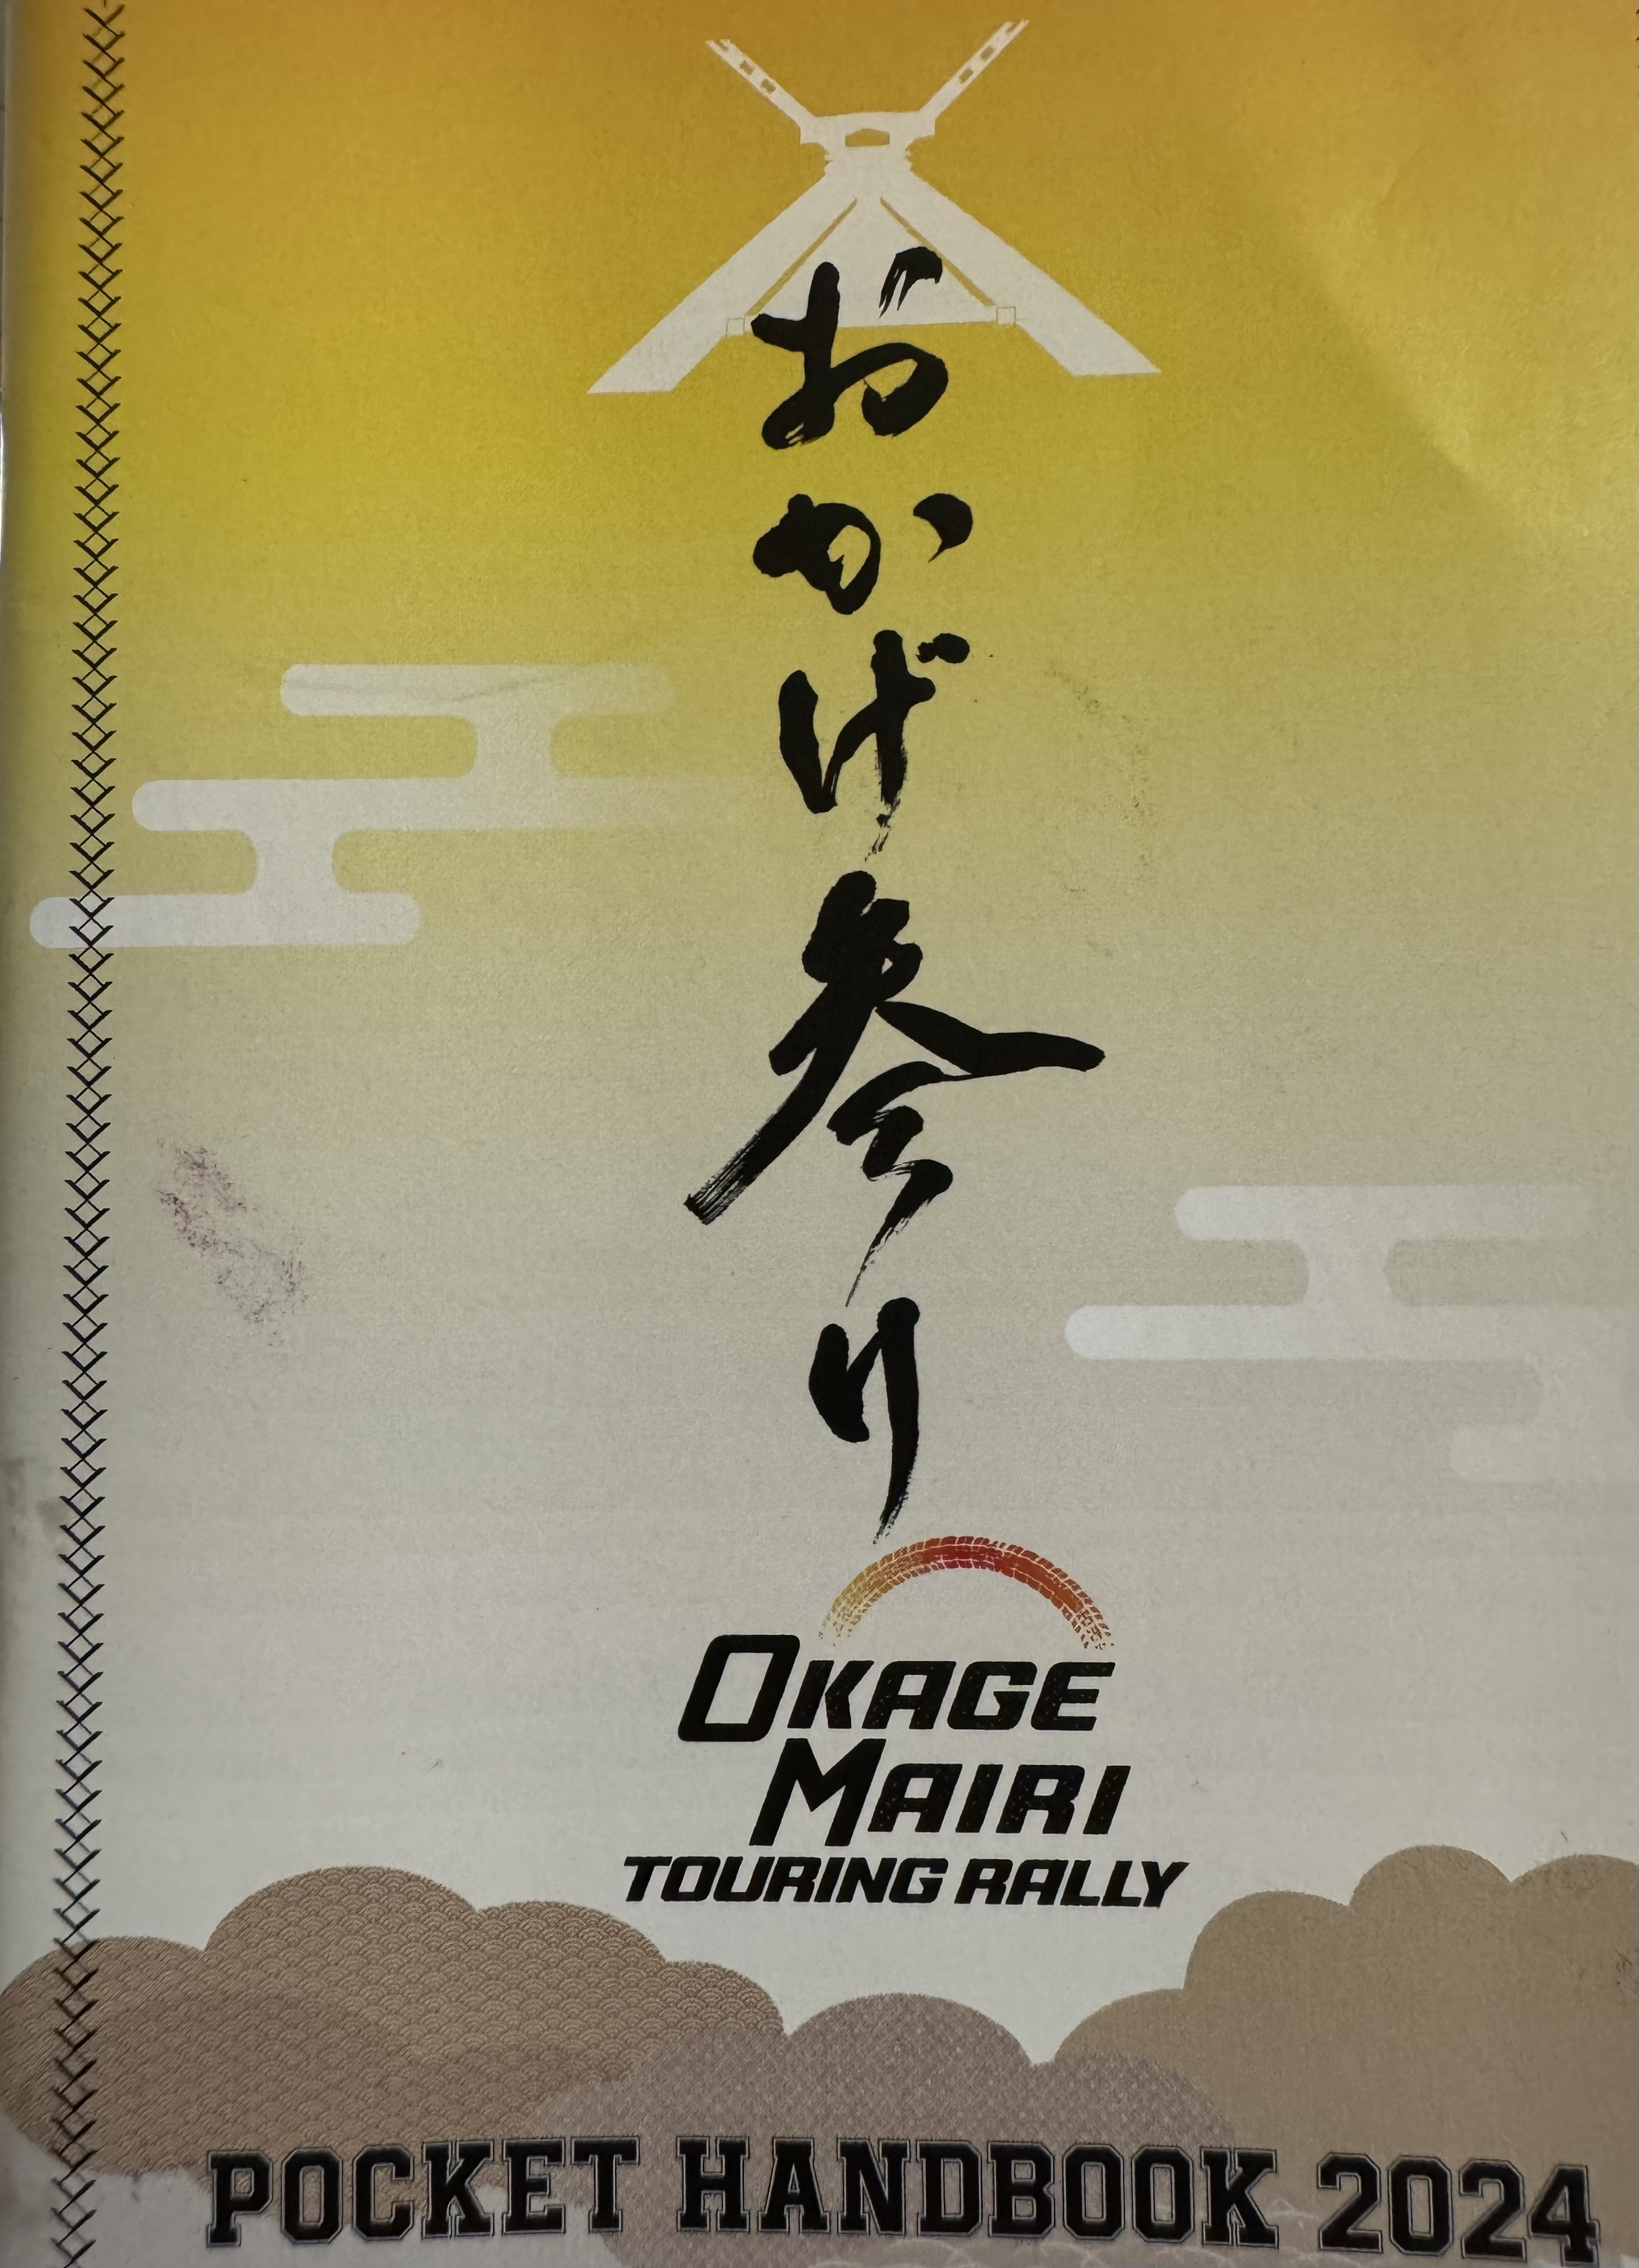 おかげ参り
OKAGE
MAIRI
TOURING RALLY
POCKET HANDBOOK 2024